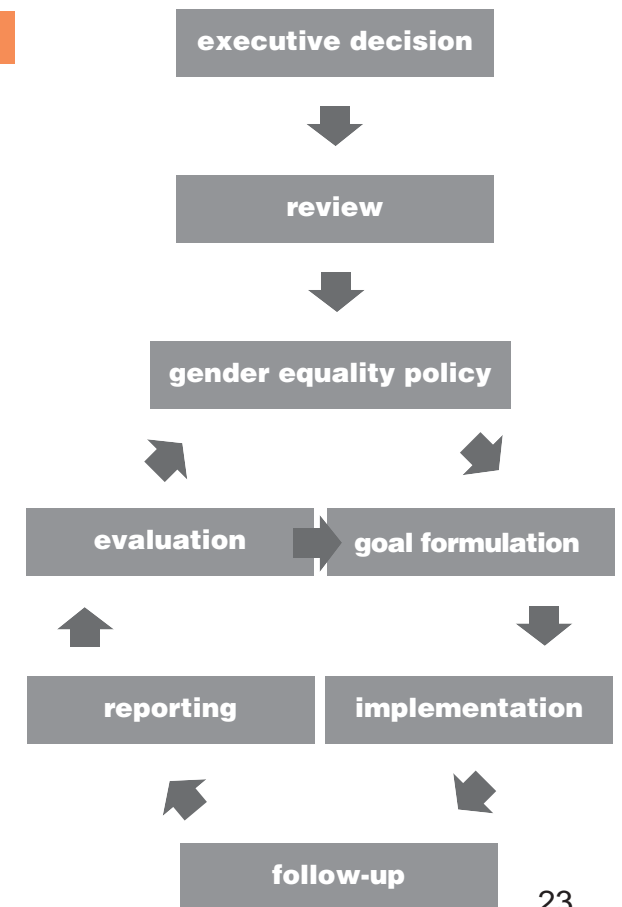 executive decision
review
gender equality policy
evaluation
goal formulation
reporting
implementation
follow-up
23